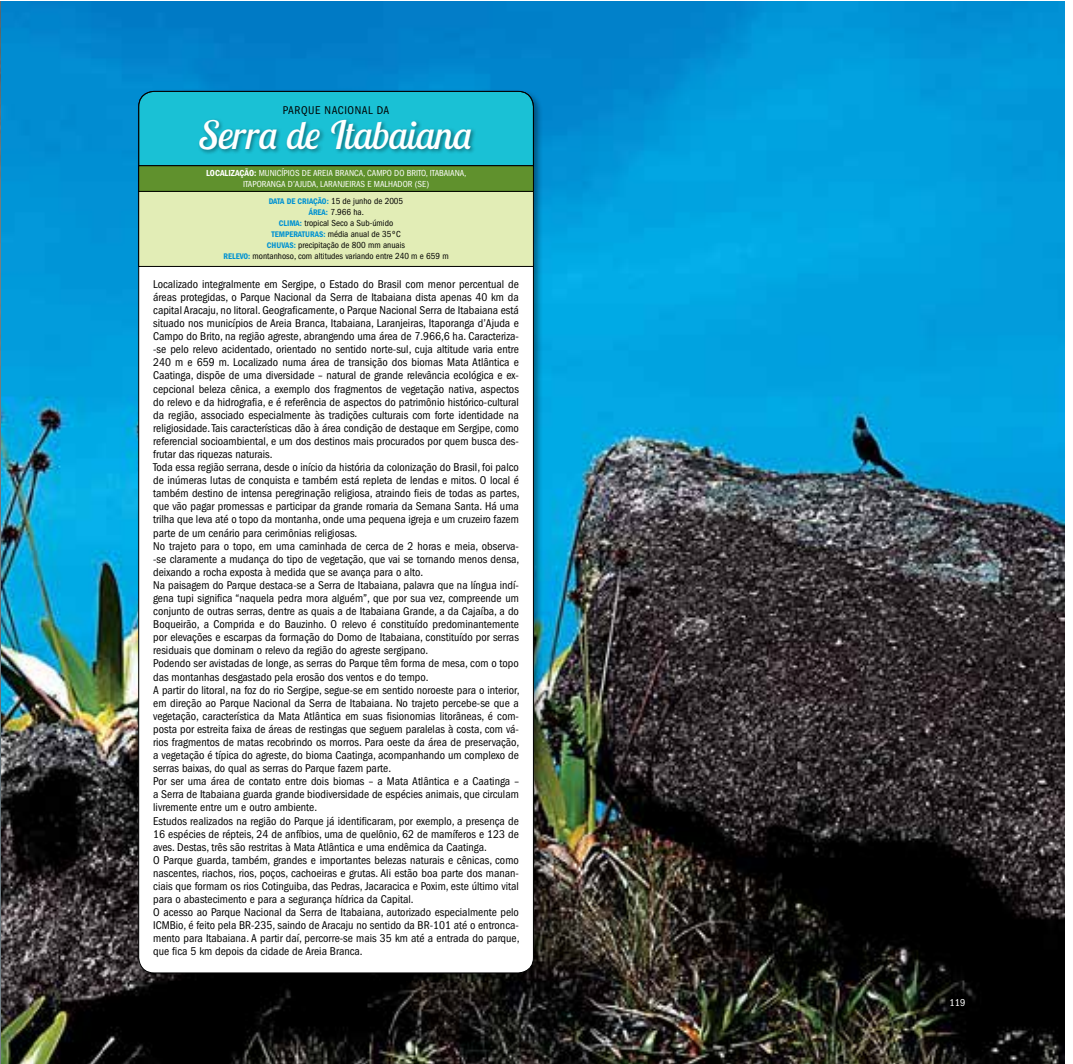 PARQUE NACIONAL DA
Serra de Itabaiana
LOCALIZAÇÃO: MUNICÍPIOS DE AREIA BRANCA, CAMPO DO BRITO, ITABAIANA,
ITAPORANGA D'AJUDA, LARANJEIRAS E MALHADOR (SE)
DATA DE CRIAÇÃO: 15 de junho de 2005
ÁREA: 7.966 ha.
CLIMA: tropical Seco a Sub-úmido
TEMPERATURAS: média anual de 35°C
CHUVAS: precipitação de 800 mm anuais
RELEVO: montanhoso, com altitudes variando entre 240 m e 659 m
Localizado integralmente em Sergipe, o Estado do Brasil com menor percentual de
áreas protegidas, o Parque Nacional da Serra de Itabaiana dista apenas 40 km da
capital Aracaju, no litoral. Geograficamente, o Parque Nacional Serra de Itabaiana está
situado nos municípios de Areia Branca, Itabaiana, Laranjeiras, Itaporanga d'Ajuda e
Campo do Brito, na região agreste, abrangendo uma área de 7.966,6 ha. Caracteriza-
-se pelo relevo acidentado, orientado no sentido norte-sul, cuja altitude varia entre
240 m e 659 m. Localizado numa área de transição dos biomas Mata Atlântica e
Caatinga, dispõe de uma diversidade – natural de grande relevância ecológica e ex-
cepcional beleza cênica, a exemplo dos fragmentos de vegetação nativa, aspectos
do relevo e da hidrografia, e é referência de aspectos do patrimônio histórico-cultural
da região, associado especialmente às tradições culturais com forte identidade na
religiosidade. Tais características dão à área condição de destaque em Sergipe, como
referencial socioambiental, e um dos destinos mais procurados por quem busca des-
frutar das riquezas naturais.
Toda essa região serrana, desde o início da história da colonização do Brasil, foi palco
de inúmeras lutas de conquista e também está repleta de lendas e mitos. O local é
também destino de intensa peregrinação religiosa, atraindo fieis de todas as partes,
que vão pagar promessas e participar da grande romaria da Semana Santa. Há uma
trilha que leva até o topo da montanha, onde uma pequena igreja e um cruzeiro fazem
parte de um cenário para cerimônias religiosas.
No trajeto para o topo, em uma caminhada de cerca de 2 horas e meia, observa-
-se claramente a mudança do tipo de vegetação, que vai se tornando menos densa,
deixando a rocha exposta à medida que se avança para o alto.
Na paisagem do Parque destaca-se a Serra de Itabaiana, palavra que na língua indí-
gena tupi significa "naquela pedra mora alguém", que por sua vez, compreende um
conjunto de outras serras, dentre as quais a de Itabaiana Grande, a da Cajaíba, a do
Boqueirão, a Comprida e do Bauzinho. O relevo é constituído predominantemente
por elevações e escarpas da formação do Domo de Itabaiana, constituído por serras
residuais que dominam o relevo da região do agreste sergipano.
Podendo ser avistadas de longe, as serras do Parque têm forma de mesa, com o topo
das montanhas desgastado pela erosão dos ventos e do tempo.
A partir do litoral, na foz do rio Sergipe, segue-se em sentido noroeste para o interior,
em direção ao Parque Nacional da Serra de Itabaiana. No trajeto percebe-se que a
vegetação, característica da Mata Atlântica em suas fisionomias litorâneas, é com-
posta por estreita faixa de áreas de restingas que seguem paralelas à costa, com vá-
rios fragmentos de matas recobrindo os morros. Para oeste da área de preservação,
a vegetação é típica do agreste, do bioma Caatinga, acompanhando um complexo de
serras baixas, do qual as serras do Parque fazem parte.
Por ser uma área de contato entre dois biomas – a Mata Atlântica e a Caatinga –
a Serra de Itabaiana guarda grande biodiversidade de espécies animais, que circulam
livremente entre um e outro ambiente.
Estudos realizados na região do Parque já identificaram, por exemplo, a presença de
16 espécies de répteis, 24 de anfíbios, uma de quelônio, 62 de mamíferos e 123 de
aves. Destas, três são restritas à Mata Atlântica e uma endêmica da Caatinga.
O Parque guarda, também, grandes e importantes belezas naturais e cênicas, como
nascentes, riachos, rios, poços, cachoeiras e grutas. Ali estão boa parte dos manan-
ciais que formam os rios Cotinguiba, das Pedras, Jacaracica e Poxim, este último vital
para o abastecimento e para a segurança hídrica da Capital.
O acesso ao Parque Nacional da Serra de Itabaiana, autorizado especialmente pelo
ICMBio, é feito pela BR-235, saindo de Aracaju no sentido da BR-101 até o entronca-
mento para Itabaiana. A partir daí, percorre-se mais 35 km até a entrada do parque,
que fica 5 km depois da cidade de Areia Branca.
119